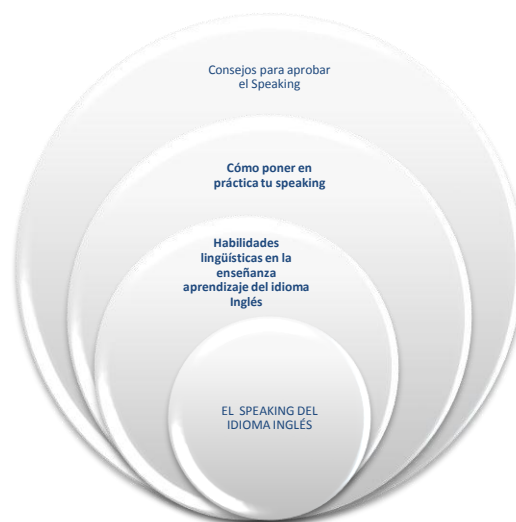 Consejos para aprobar
el Speaking
Cómo poner en
práctica tu speaking
Habilidades
lingüísticas en la
enseñanza
aprendizaje del idioma
Inglés
EL SPEAKING DEL
IDIOMA INGLÉS